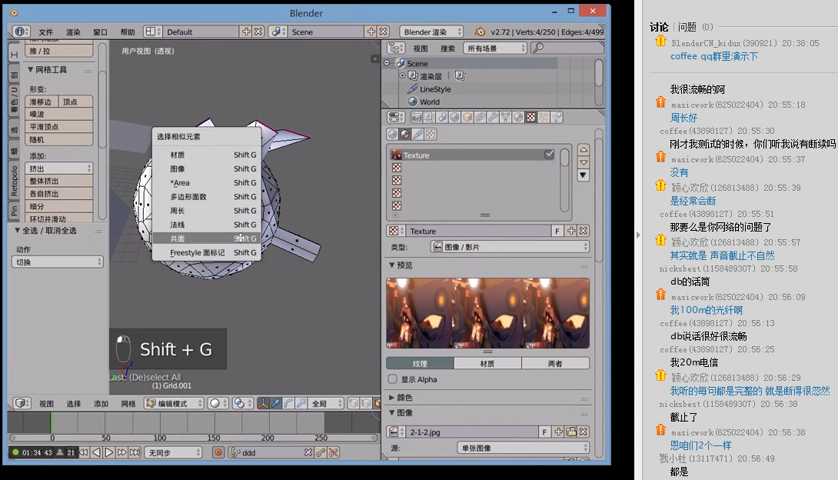 Blender
文件 渲染 窗口 帮助 Default Scene Blender 渲染 v2.72 | Verts:4/250 | Edges:4/499
推 / 拉
网格工具
形变:
滑移边 顶点
噪波
平滑顶点
随机
添加:
挤出
整体挤出
各自挤出
细分
环切并滑动
全选 / 取消全选
动作
切换
Retopolo
用户视图 (透视)
选择相似元素
材质 Shift G
图像 Shift G
*Area Shift G
多边形面数 Shift G
周长 Shift G
法线 Shift G
共面 Shift G
Freestyle 面标记 Shift G
Shift + G
Last: (De)select All
(1) Grid.001
视图 选择 添加 网格 编辑模式 全局
0 50 100 150 200 250
01:34:43 21 无同步 ddd
视图 搜索 所有场景
Scene
渲染层
LineStyle
World
Texture
Texture F
类型: 图像 / 影片
预览
纹理 材质 两者
显示 Alpha
颜色
图像
2-1-2.jpg F
源: 单张图像
讨论 | 问题 (0)
BlenderCN_kidux(390921) 20:38:05
coffee qq群里演示下
我很流畅的阿
masicwork(625022404) 20:55:18
周长好
coffee(43898127) 20:55:30
刚才我测试的时候，你们听我说有断续吗
masicwork(625022404) 20:55:37
没有
颖心欢欣(126813488) 20:55:39
是经常会断
coffee(43898127) 20:55:51
那要么是你网络的问题了
颖心欢欣(126813488) 20:55:57
其实就是 声音截止不自然
nicksbest(1158489307) 20:55:58
db的话筒
masicwork(625022404) 20:56:09
我100m的光纤啊
coffee(43898127) 20:56:13
db说话很好很流畅
coffee(43898127) 20:56:25
我20m电信
颖心欢欣(126813488) 20:56:29
我听的每句都是完整的 就是断得很忽然
nicksbest(1158489307) 20:56:38
截止了
masicwork(625022404) 20:56:38
恩咱们2个一样
(13117471) 20:56:49
都是